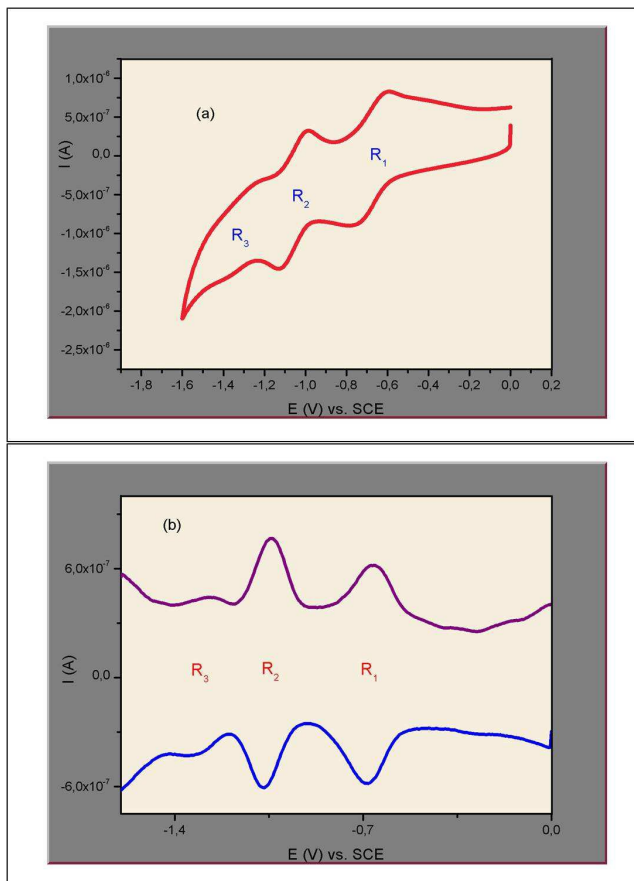 (a)
1,0x10⁻⁶
5,0x10⁻⁷
0,0
-5,0x10⁻⁷
-1,0x10⁻⁶
-1,5x10⁻⁶
-2,0x10⁻⁶
-2,5x10⁻⁶
I (A)
R₁
R₂
R₃
-1,8 -1,6 -1,4 -1,2 -1,0 -0,8 -0,6 -0,4 -0,2 0,0 0,2
E (V) vs. SCE
(b)
6,0x10⁻⁷
0,0
-6,0x10⁻⁷
I (A)
R₃ R₂ R₁
-1,4 -0,7 0,0
E (V) vs. SCE